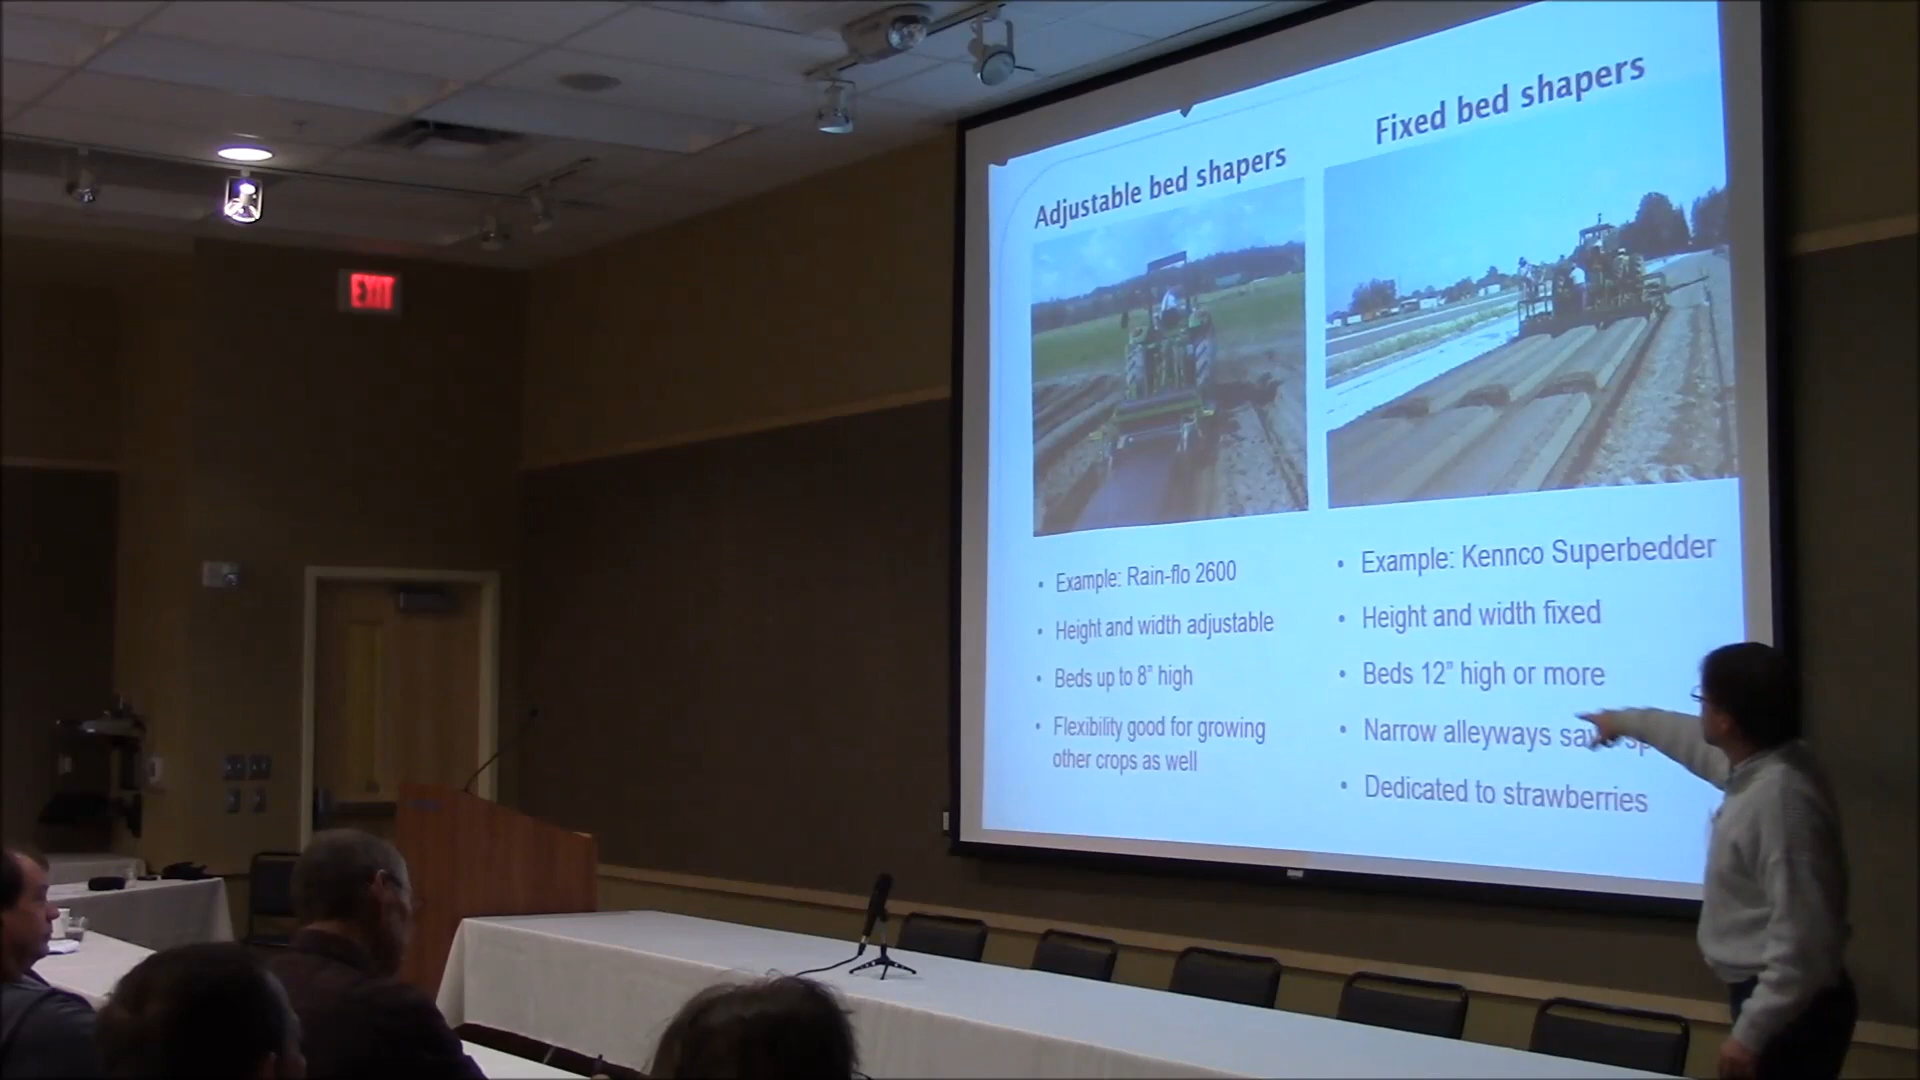 EXIT
Adjustable bed shapers
• Example: Rain-flo 2600
• Height and width adjustable
• Beds up to 8” high
• Flexibility good for growing
other crops as well
Fixed bed shapers
• Example: Kennco Superbedder
• Height and width fixed
• Beds 12” high or more
• Narrow alleyways
• Dedicated to strawberries